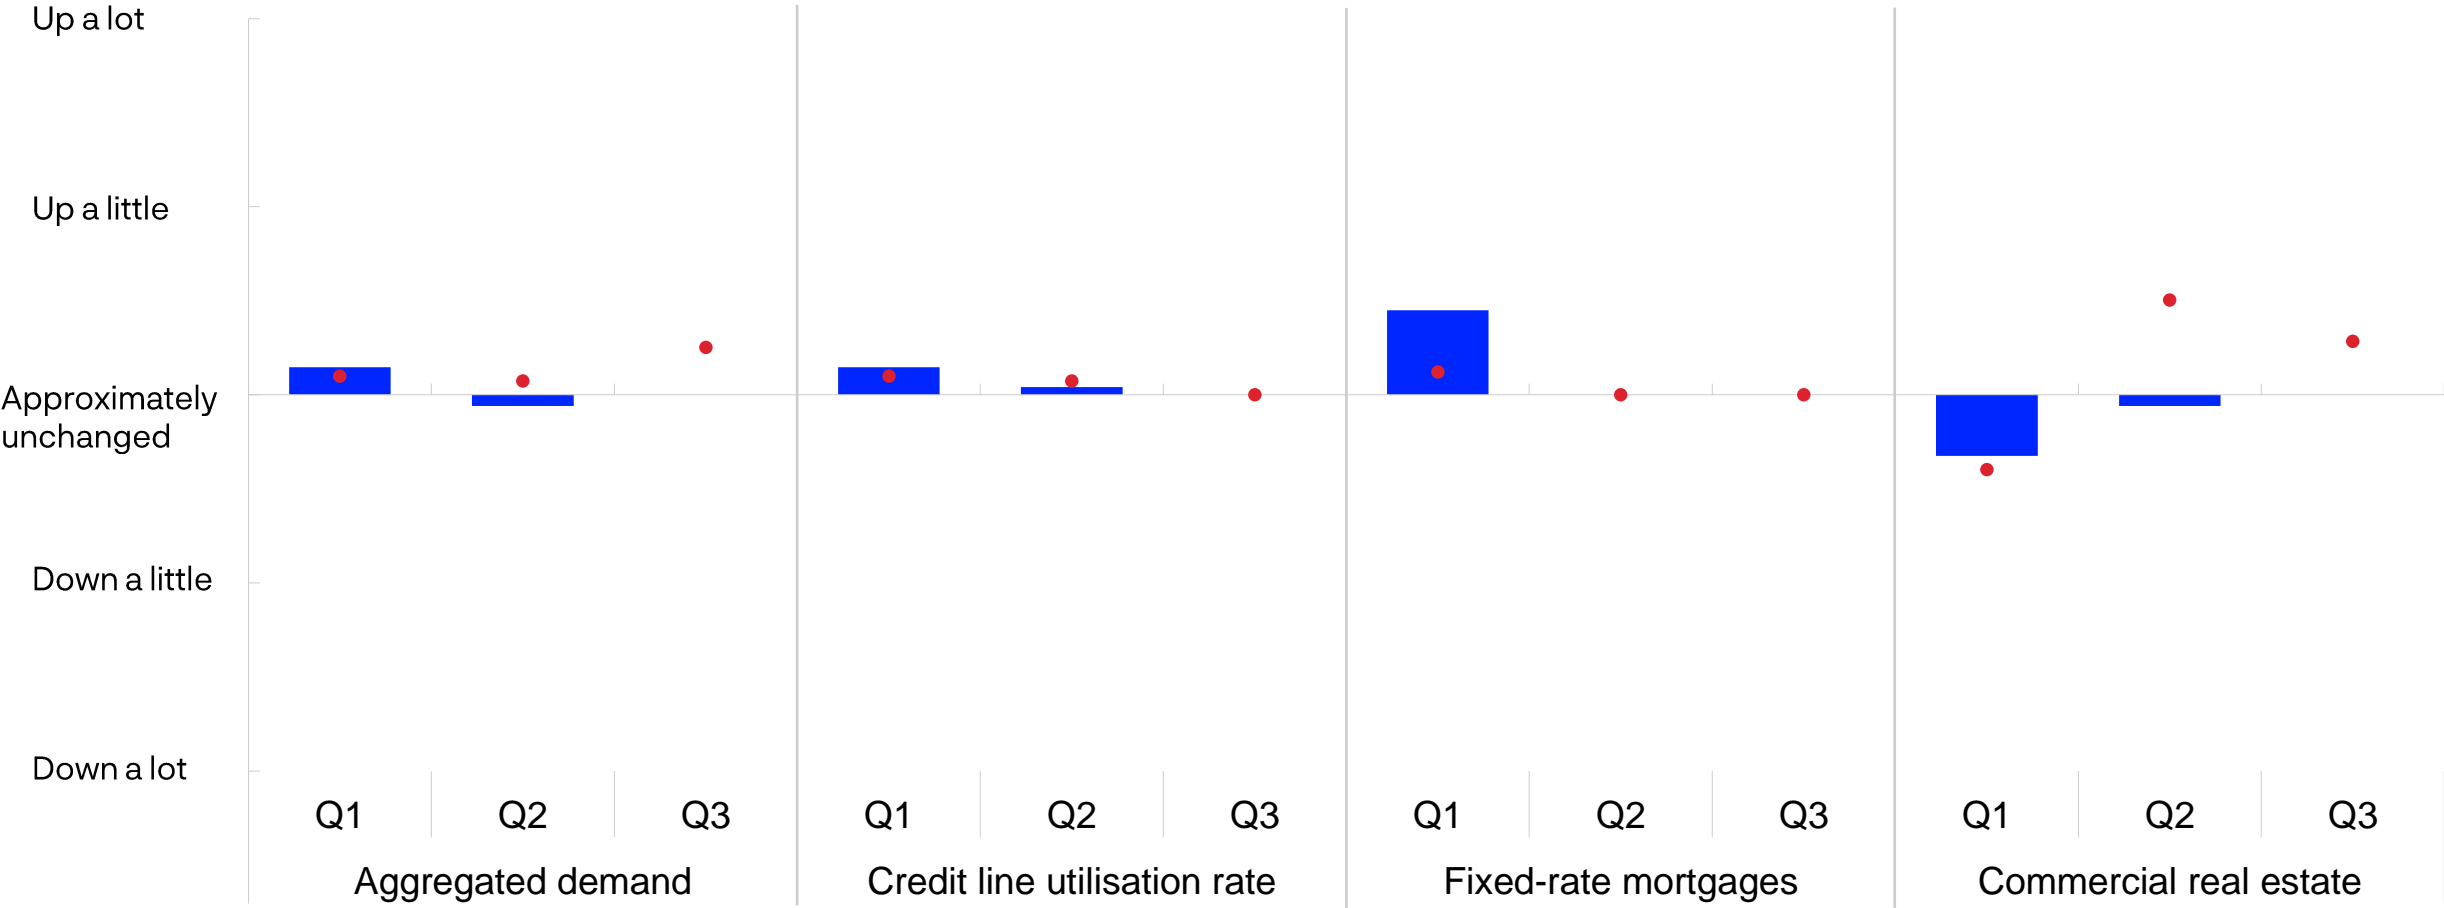 Up a lot
Up a little
Approximately
unchanged
Down a little
Down a lot
Q1 Q2 Q3 Q1 Q2 Q3 Q1 Q2 Q3 Q1 Q2 Q3
Aggregated demand Credit line utilisation rate Fixed-rate mortgages Commercial real estate